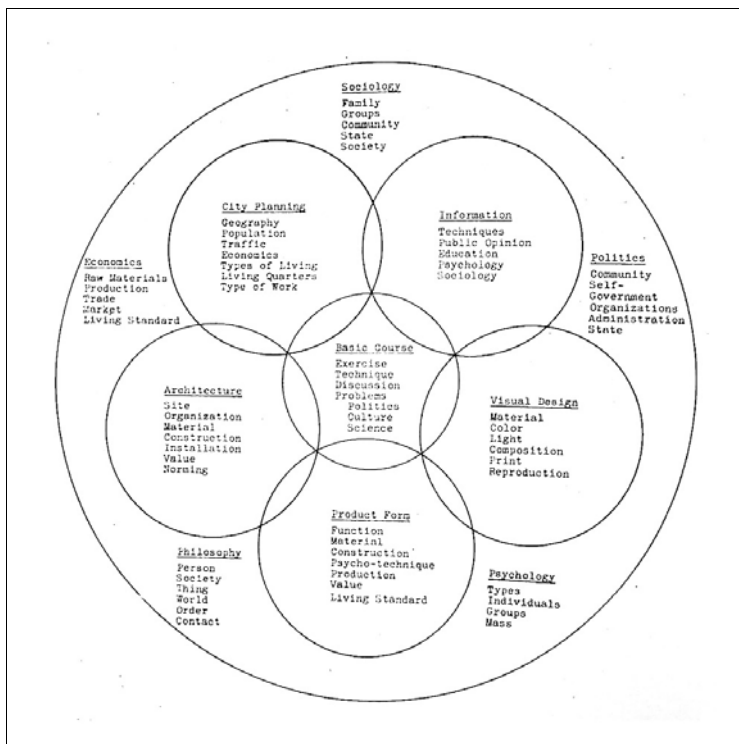 Sociology
Family
Groups
Community
State
Society
City Planning
Geography
Population
Traffic
Economics
Types of Living
Living Quarters
Type of Work
Information
Techniques
Public Opinion
Education
Psychology
Sociology
Economics
Raw Materials
Production
Trade
Market
Living Standard
Politics
Community
Self-
Government
Organizations
Administration
State
Basic Course
Exercise
Technique
Discussion
Problems
Politics
Culture
Science
Architecture
Site
Organization
Material
Construction
Installation
Value
Norming
Visual Design
Material
Color
Light
Composition
Print
Reproduction
Product Form
Function
Material
Construction
Psycho-technique
Production
Value
Living Standard
Philosophy
Person
Society
Thing
World
Order
Contact
Psychology
Types
Individuals
Groups
Mass